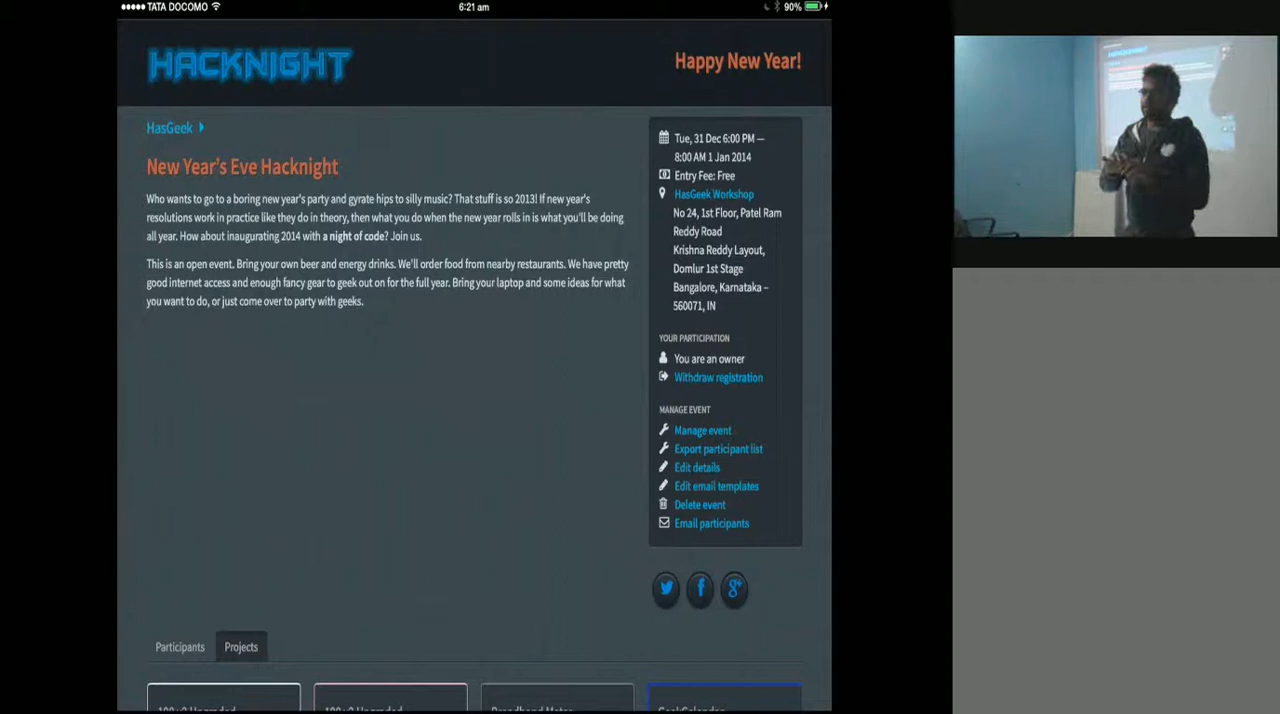 TATA DOCOMO
6:21 am
90%
HACKNIGHT
Happy New Year!
HasGeek
New Year's Eve Hacknight
Who wants to go to a boring new year's party and gyrate hips to silly music? That stuff is so 2013! If new year's
resolutions work in practice like they do in theory, then what you do when the new year rolls in is what you'll be doing
all year. How about inaugurating 2014 with a night of code? Join us.
This is an open event. Bring your own beer and energy drinks. We'll order food from nearby restaurants. We have pretty
good internet access and enough fancy gear to geek out on for the full year. Bring your laptop and some ideas for what
you want to do, or just come over to party with geeks.
Tue, 31 Dec 6:00 PM —
8:00 AM 1 Jan 2014
Entry Fee: Free
HasGeek Workshop
No 24, 1st Floor, Patel Ram
Reddy Road
Krishna Reddy Layout,
Domlur 1st Stage
Bangalore, Karnataka –
560071, IN
YOUR PARTICIPATION
You are an owner
Withdraw registration
MANAGE EVENT
Manage event
Export participant list
Edit details
Edit email templates
Delete event
Email participants
Participants
Projects